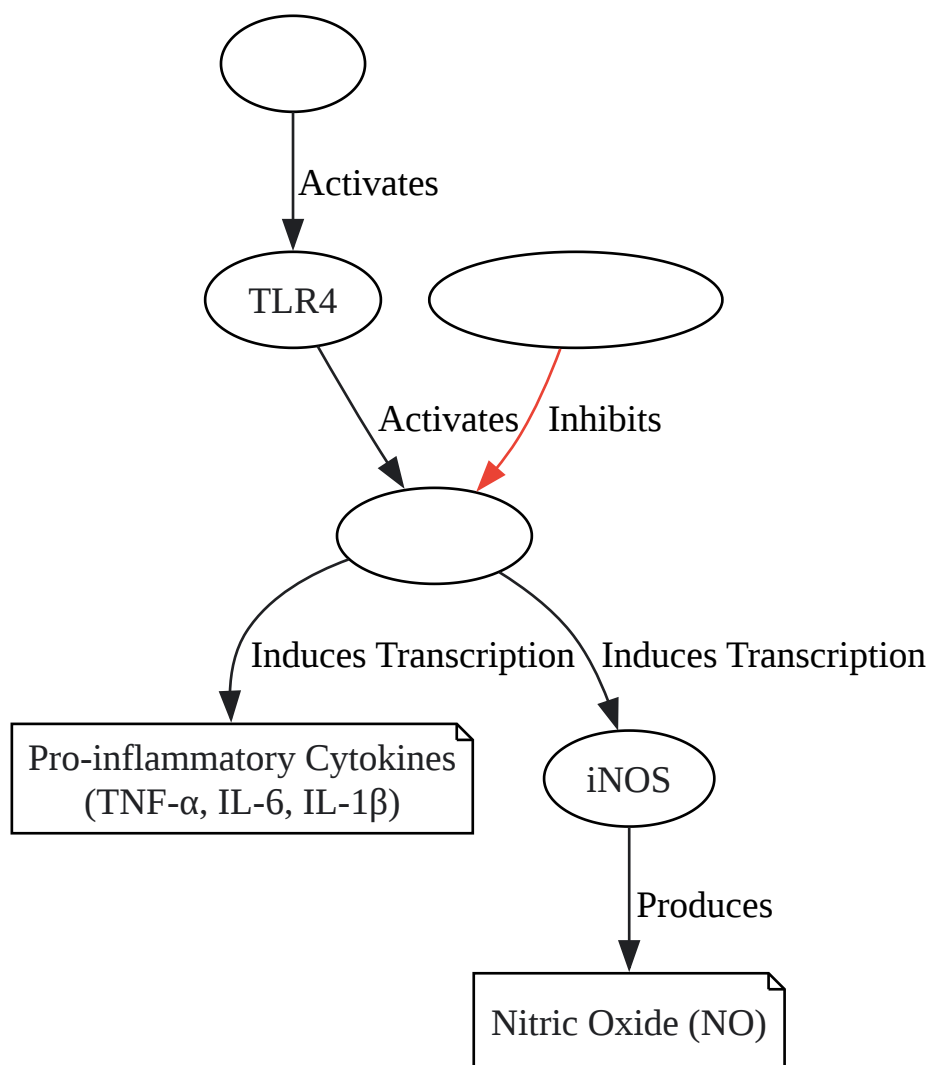 Activates
TLR4
Activates
Inhibits
Induces Transcription
Induces Transcription
Pro-inflammatory Cytokines
(TNF-α, IL-6, IL-1β)
iNOS
Produces
Nitric Oxide (NO)